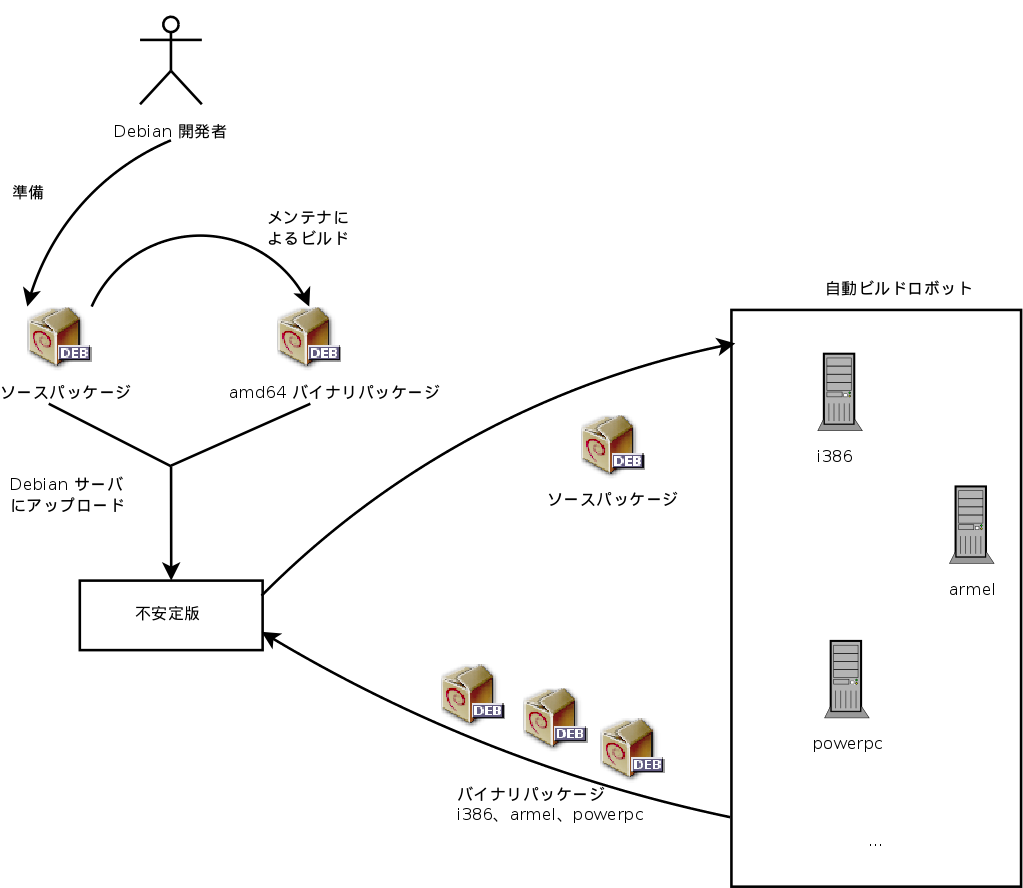 Debian 開発者
準備
メンテナに
よるビルド
DEB
DEB
ソースパッケージ
amd64 バイナリパッケージ
Debian サーバ
にアップロード
不安定版
DEB
ソースパッケージ
DEB
DEB
DEB
バイナリパッケージ
i386、armel、powerpc
自動ビルドロボット
i386
armel
powerpc
...